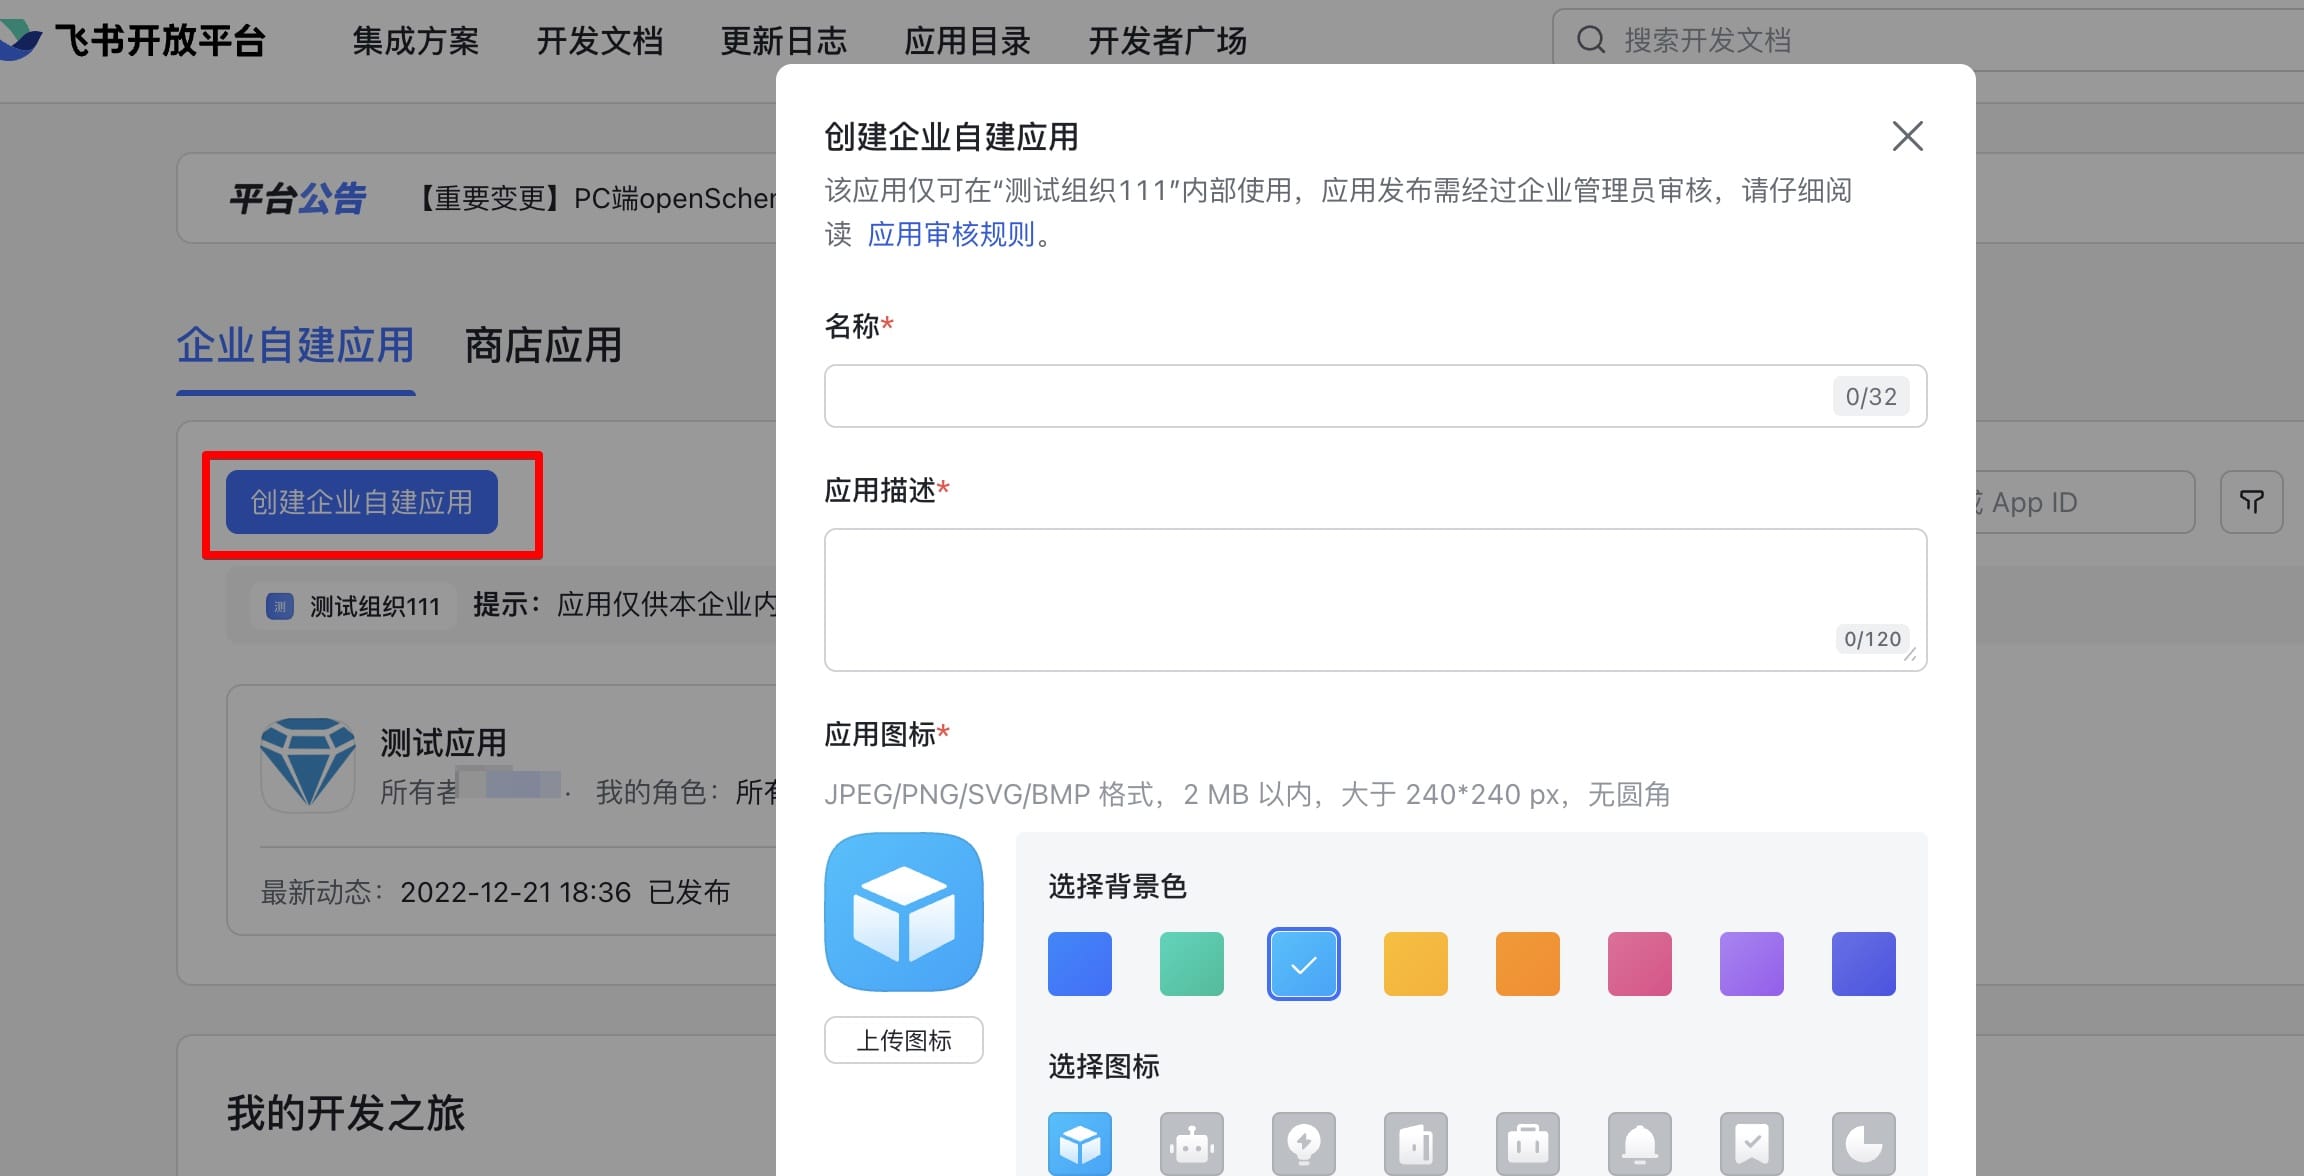 飞书开放平台
集成方案
开发文档
更新日志
应用目录
开发者广场
搜索开发文档
平台公告
【重要变更】PC端openSchem
企业自建应用
商店应用
创建企业自建应用
App ID
测
测试组织111
提示：应用仅供本企业内
测试应用
所有者
我的角色：所有
最新动态：2022-12-21 18:36 已发布
我的开发之旅
创建企业自建应用
该应用仅可在“测试组织111”内部使用，应用发布需经过企业管理员审核，请仔细阅
读 应用审核规则。
名称*
0/32
应用描述*
0/120
应用图标*
JPEG/PNG/SVG/BMP 格式，2 MB 以内，大于 240*240 px，无圆角
上传图标
选择背景色
选择图标